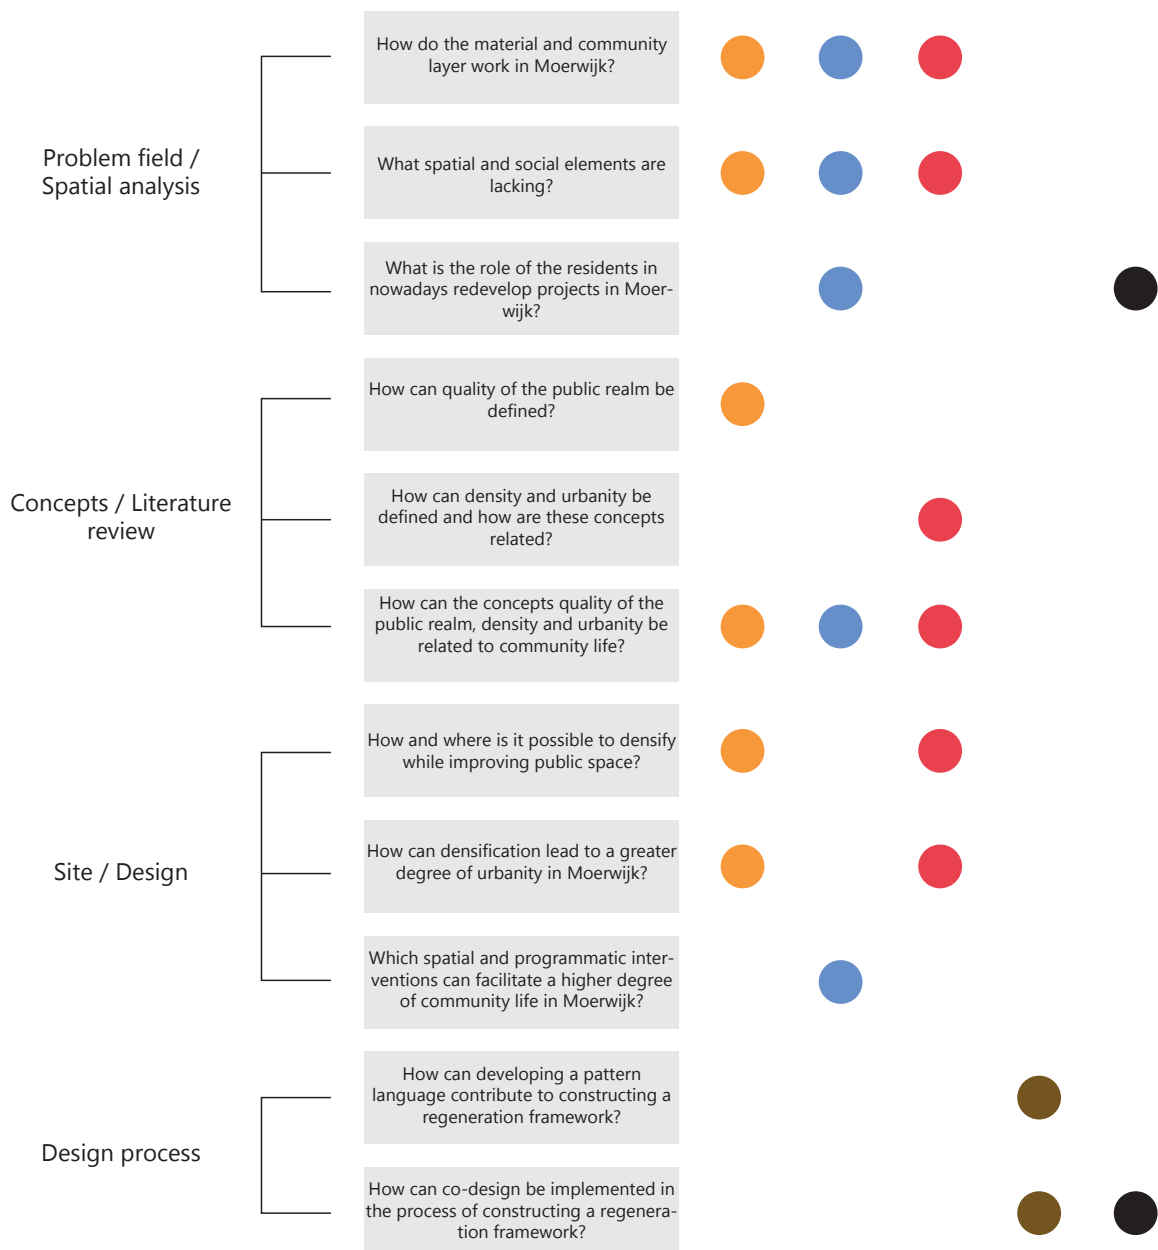 Problem field /
Spatial analysis
How do the material and community
layer work in Moerwijk?
What spatial and social elements are
lacking?
What is the role of the residents in
nowadays redevelop projects in Moer-
wijk?
Concepts / Literature
review
How can quality of the public realm be
defined?
How can density and urbanity be
defined and how are these concepts
related?
How can the concepts quality of the
public realm, density and urbanity be
related to community life?
Site / Design
How and where is it possible to densify
while improving public space?
How can densification lead to a greater
degree of urbanity in Moerwijk?
Which spatial and programmatic inter-
ventions can facilitate a higher degree
of community life in Moerwijk?
Design process
How can developing a pattern
language contribute to constructing a
regeneration framework?
How can co-design be implemented in
the process of constructing a regenera-
tion framework?